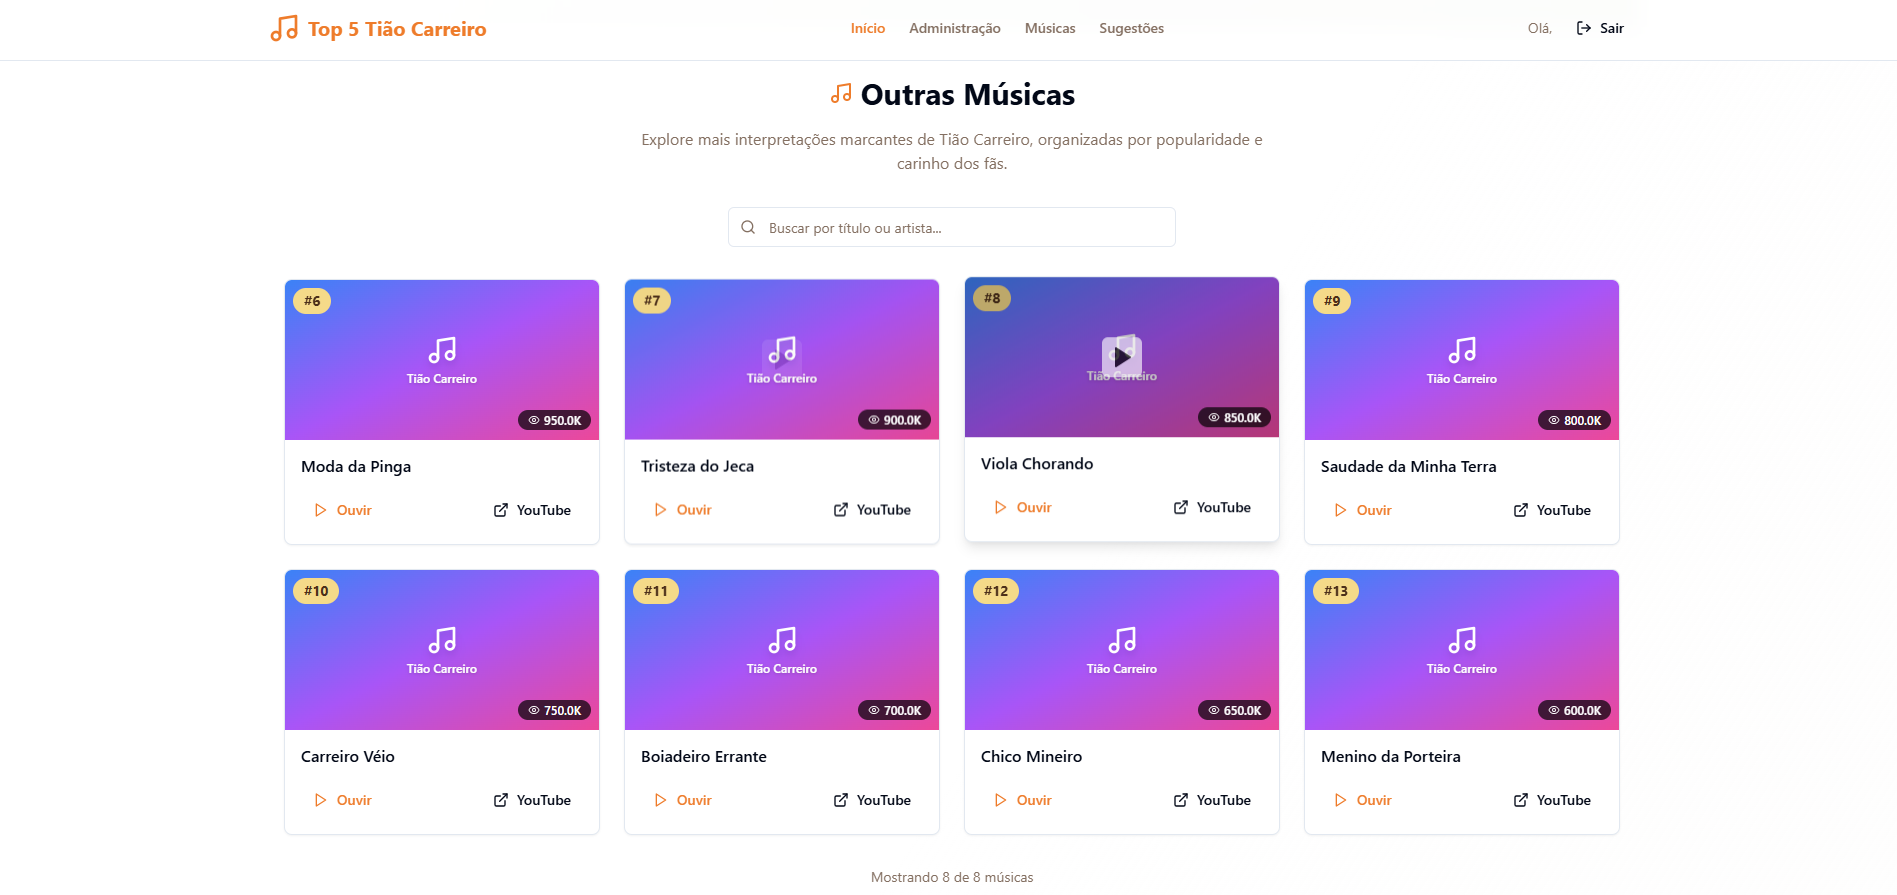 Top 5 Tião Carreiro
Início
Administração
Músicas
Sugestões
Olá,
Sair
Outras Músicas
Explore mais interpretações marcantes de Tião Carreiro, organizadas por popularidade e
carinho dos fãs.
Buscar por título ou artista...
#6
Tião Carreiro
950.0K
Moda da Pinga
Ouvir
YouTube
#7
Tião Carreiro
900.0K
Tristeza do Jeca
Ouvir
YouTube
#8
Tião Carreiro
850.0K
Viola Chorando
Ouvir
YouTube
#9
Tião Carreiro
800.0K
Saudade da Minha Terra
Ouvir
YouTube
#10
Tião Carreiro
750.0K
Carreiro Véio
Ouvir
YouTube
#11
Tião Carreiro
700.0K
Boiadeiro Errante
Ouvir
YouTube
#12
Tião Carreiro
650.0K
Chico Mineiro
Ouvir
YouTube
#13
Tião Carreiro
600.0K
Menino da Porteira
Ouvir
YouTube
Mostrando 8 de 8 músicas